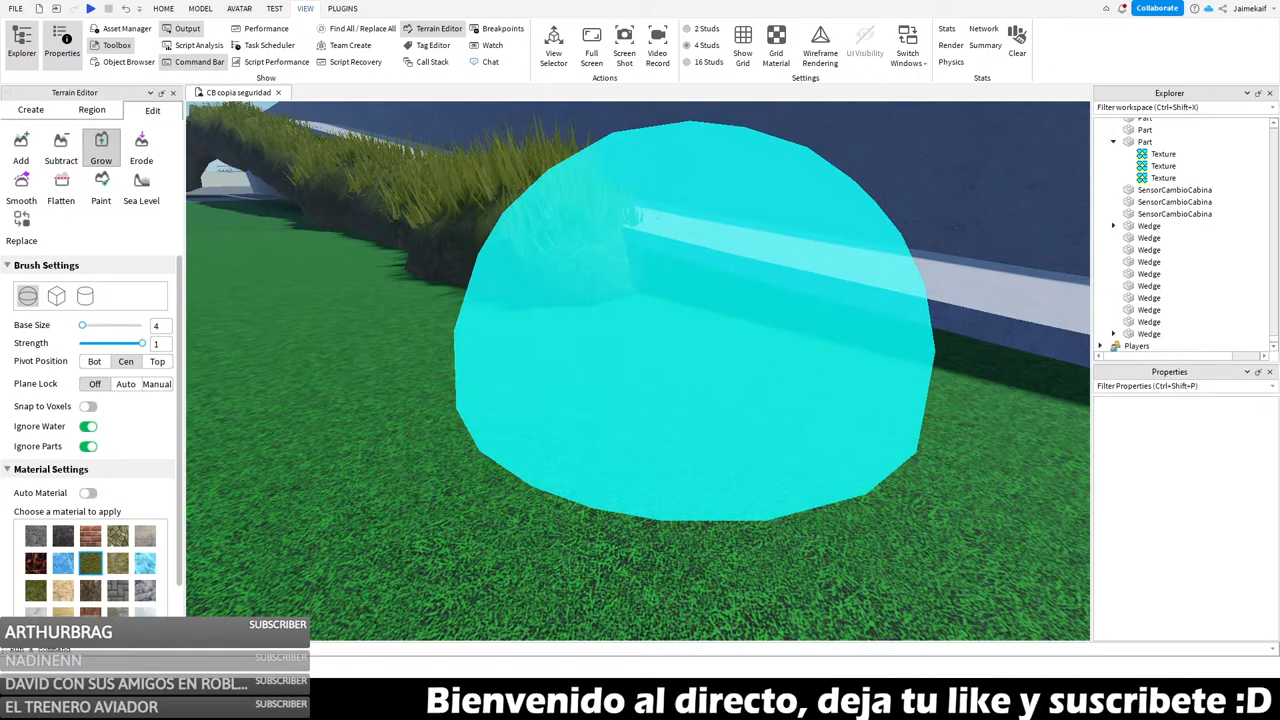 FILE HOME MODEL AVATAR TEST VIEW PLUGINS Collaborate Jaimekaif
Explorer Properties Asset Manager Toolbox Object Browser Output Script Analysis Command Bar Performance Task Scheduler Script Performance Find All / Replace All Team Create Script Recovery Terrain Editor Tag Editor Call Stack Breakpoints Watch Chat
Show
View Selector Full Screen Screen Shot Video Record
Actions
2 Studs 4 Studs 16 Studs Show Grid Grid Material Wireframe Rendering UI Visibility Switch Windows
Settings
Stats Render Physics Network Summary Clear
Stats
Terrain Editor
CB copia seguridad
Create Region Edit
Add Subtract Grow Erode
Smooth Flatten Paint Sea Level
Replace
Brush Settings
Base Size 4
Strength 1
Pivot Position Bot Cen Top
Plane Lock Off Auto Manual
Snap to Voxels
Ignore Water
Ignore Parts
Material Settings
Auto Material
Choose a material to apply
Explorer
Filter workspace (Ctrl+Shift+X)
Part
Part
Part
Texture
Texture
Texture
SensorCambioCabina
SensorCambioCabina
SensorCambioCabina
Wedge
Wedge
Wedge
Wedge
Wedge
Wedge
Wedge
Wedge
Wedge
Wedge
Players
Properties
Filter Properties (Ctrl+Shift+P)
ARTHURBRAG SUBSCRIBER
NADINENN SUBSCRIBER
DAVID CON SUS AMIGOS EN ROBL... SUBSCRIBER
EL TRENERO AVIADOR SUBSCRIBER
Bienvenido al directo, deja tu like y suscribete :D